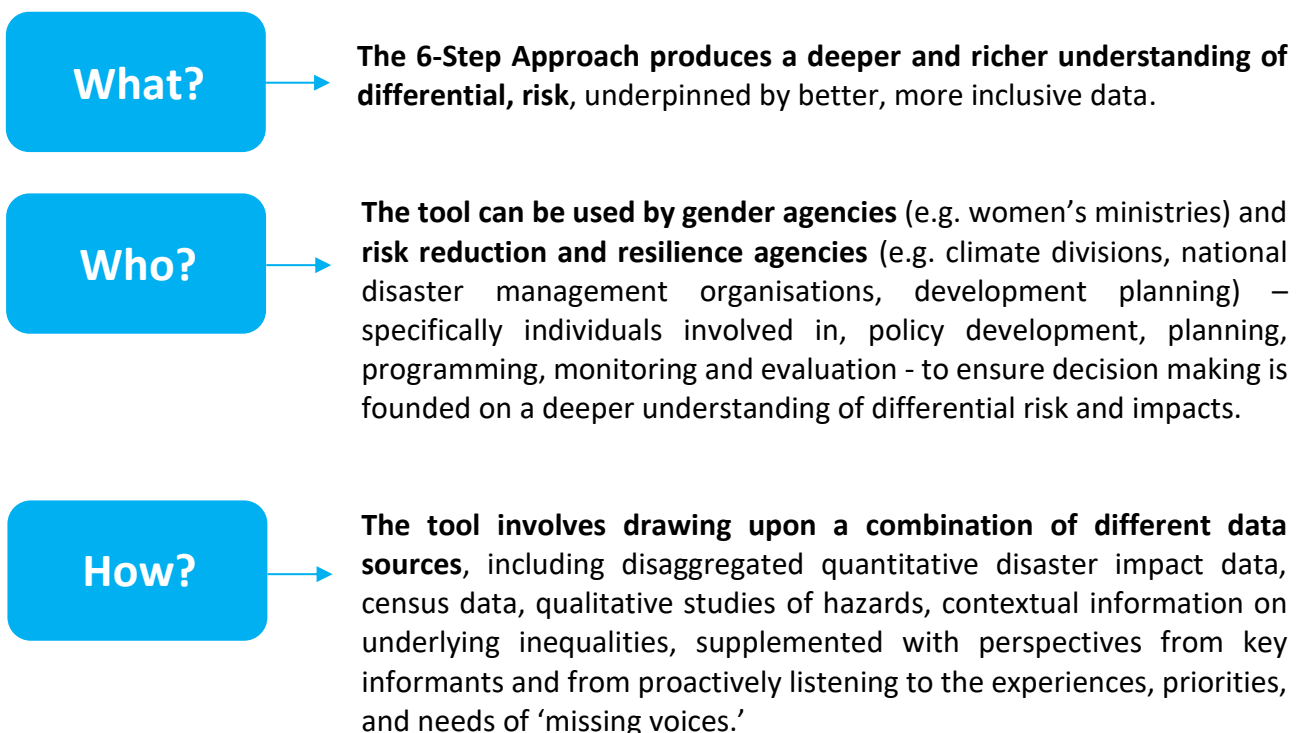 What?
The 6-Step Approach produces a deeper and richer understanding of
differential, risk, underpinned by better, more inclusive data.
Who?
The tool can be used by gender agencies (e.g. women’s ministries) and
risk reduction and resilience agencies (e.g. climate divisions, national
disaster management organisations, development planning) –
specifically individuals involved in, policy development, planning,
programming, monitoring and evaluation - to ensure decision making is
founded on a deeper understanding of differential risk and impacts.
How?
The tool involves drawing upon a combination of different data
sources, including disaggregated quantitative disaster impact data,
census data, qualitative studies of hazards, contextual information on
underlying inequalities, supplemented with perspectives from key
informants and from proactively listening to the experiences, priorities,
and needs of ‘missing voices.’